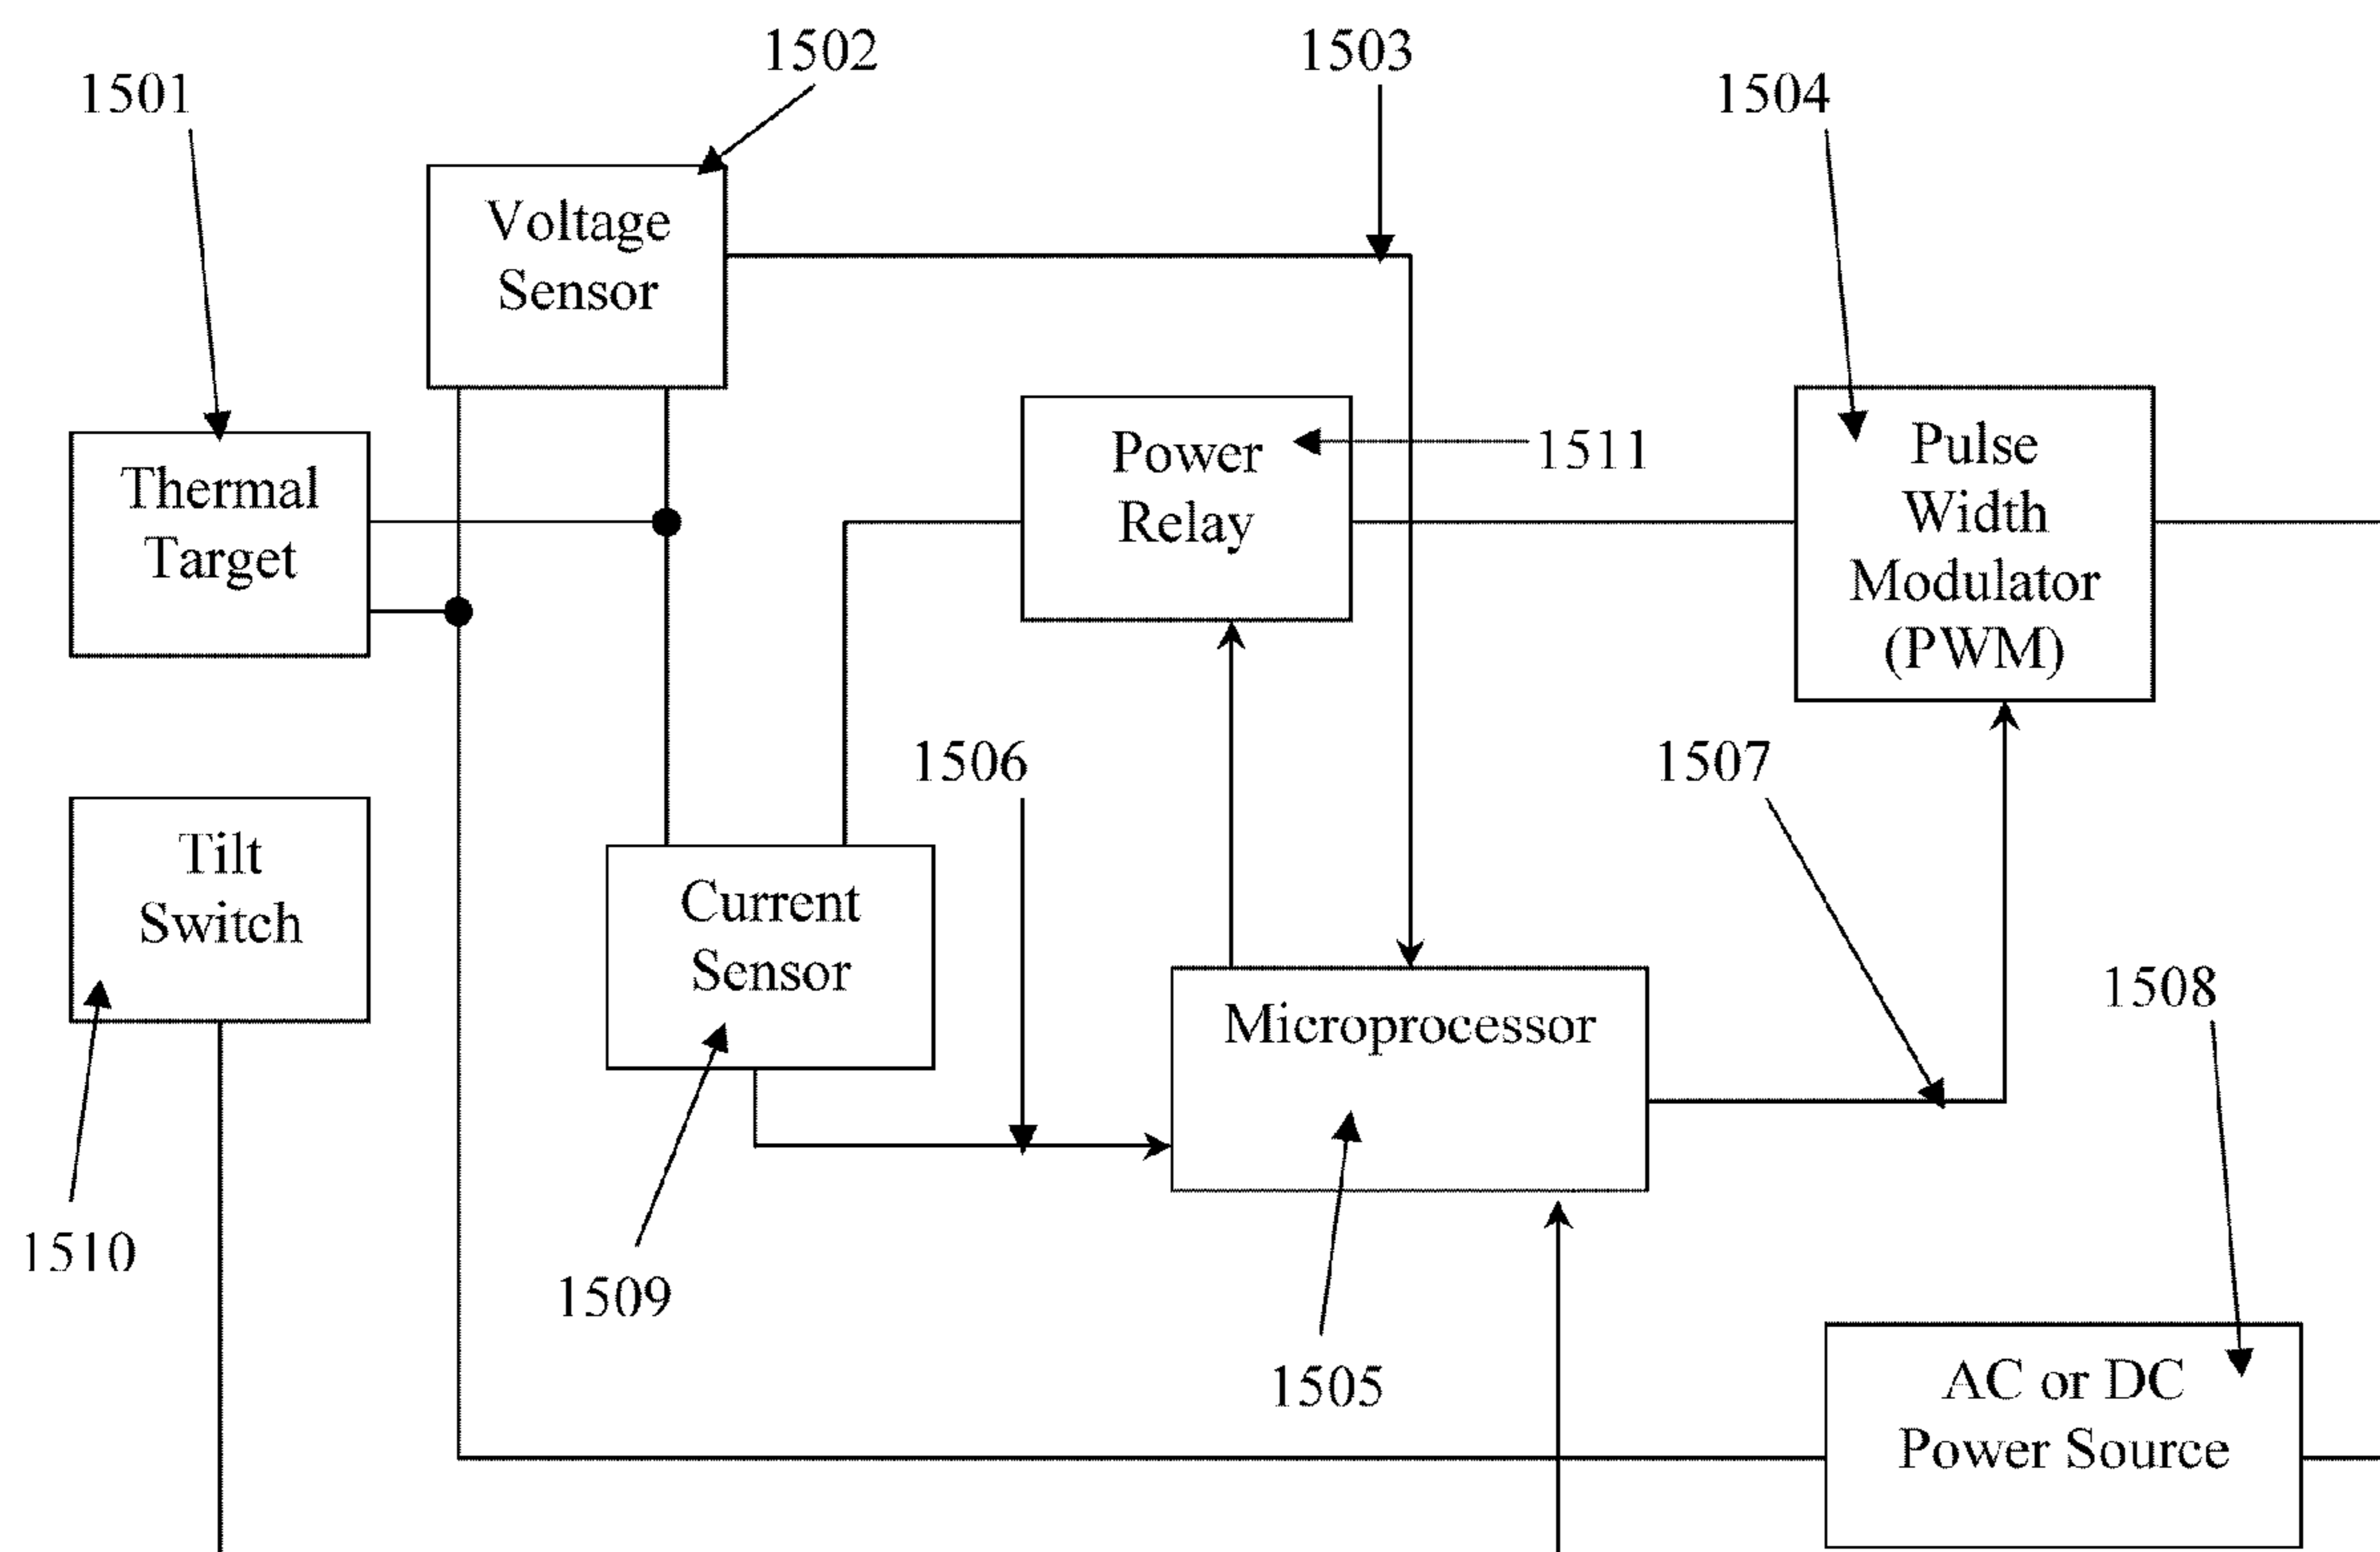 1502
1503
1501
1504
Voltage
Sensor
Power
Relay
1511
Pulse
Width
Modulator
(PWM)
Thermal
Target
1506
1507
Tilt
Switch
Current
Sensor
Microprocessor
1508
1510
1509
1505
AC or DC
Power Source